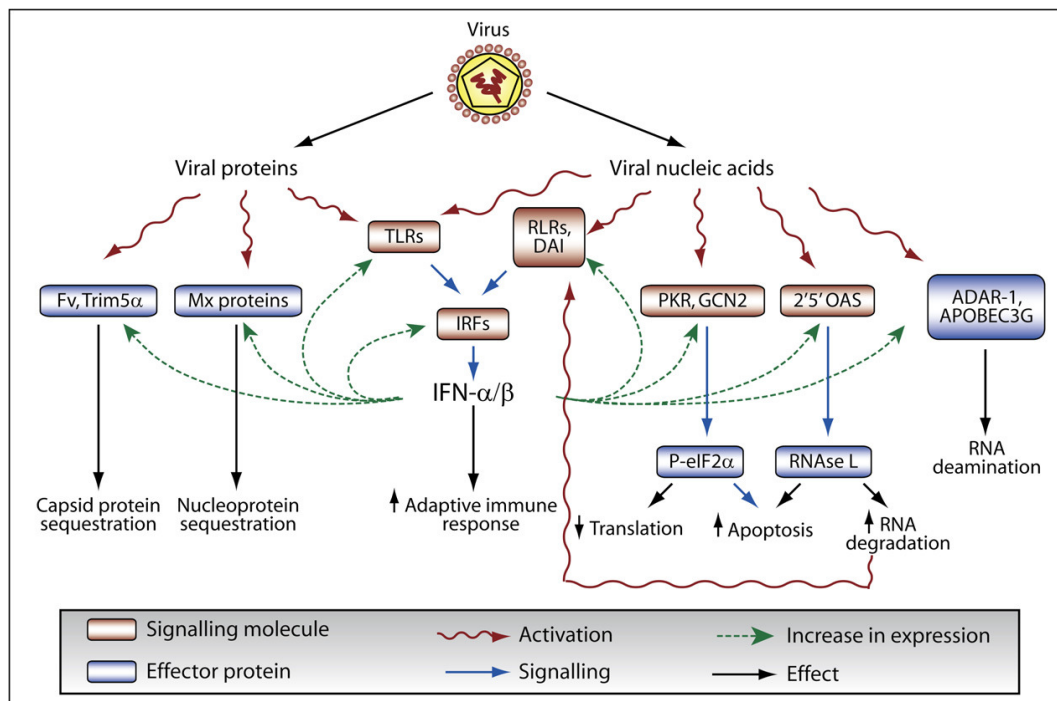 Virus
Viral proteins
Viral nucleic acids
TLRs
RLRs,
DAI
Fv, Trim5α
Mx proteins
IRFs
PKR, GCN2
2'5' OAS
ADAR-1,
APOBEC3G
IFN-α/β
P-eIF2α
RNAse L
RNA
deamination
Capsid protein
sequestration
Nucleoprotein
sequestration
Adaptive immune
response
Translation
Apoptosis
RNA
degradation
Signalling molecule
Activation
Increase in expression
Effector protein
Signalling
Effect